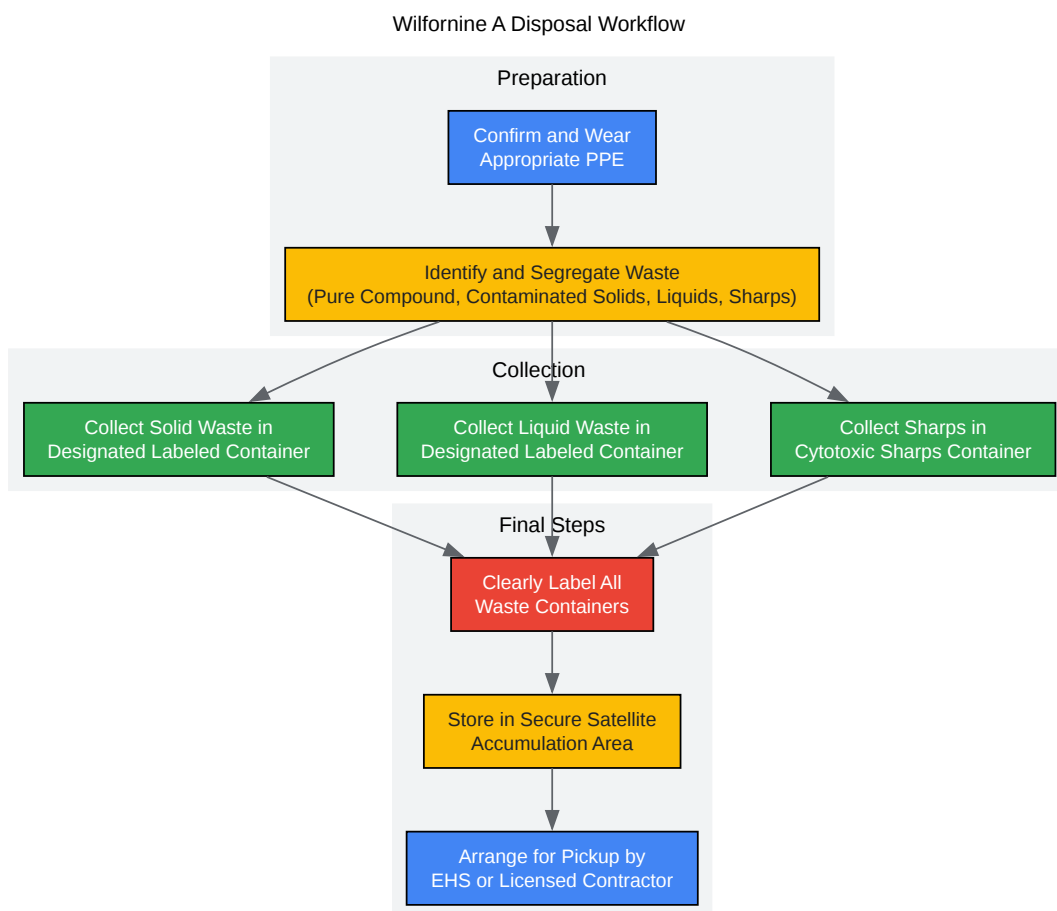 Wilfornine A Disposal Workflow
Preparation
Confirm and Wear
Appropriate PPE
Identify and Segregate Waste
(Pure Compound, Contaminated Solids, Liquids, Sharps)
Collection
Collect Solid Waste in
Designated Labeled Container
Collect Liquid Waste in
Designated Labeled Container
Collect Sharps in
Cytotoxic Sharps Container
Final Steps
Clearly Label All
Waste Containers
Store in Secure Satellite
Accumulation Area
Arrange for Pickup by
EHS or Licensed Contractor